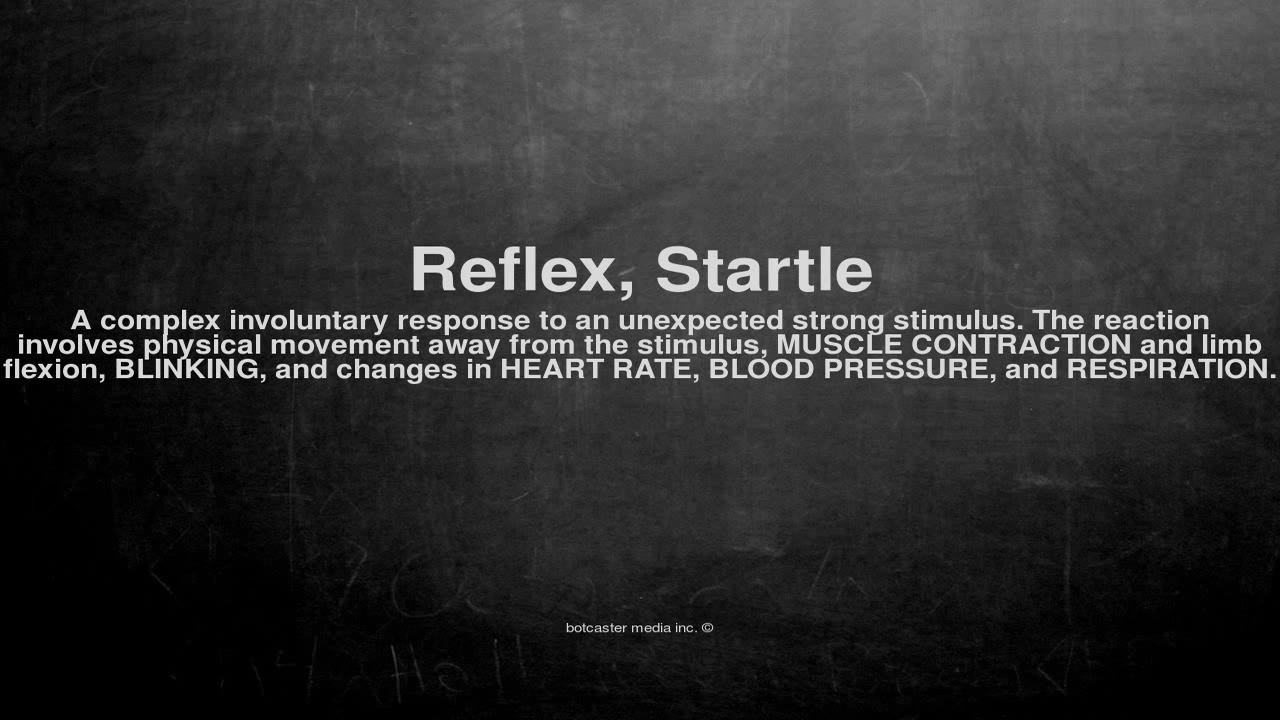 Reflex, Startle
A complex involuntary response to an unexpected strong stimulus. The reaction
involves physical movement away from the stimulus, MUSCLE CONTRACTION and limb
flexion, BLINKING, and changes in HEART RATE, BLOOD PRESSURE, and RESPIRATION.
botcaster media inc. ©